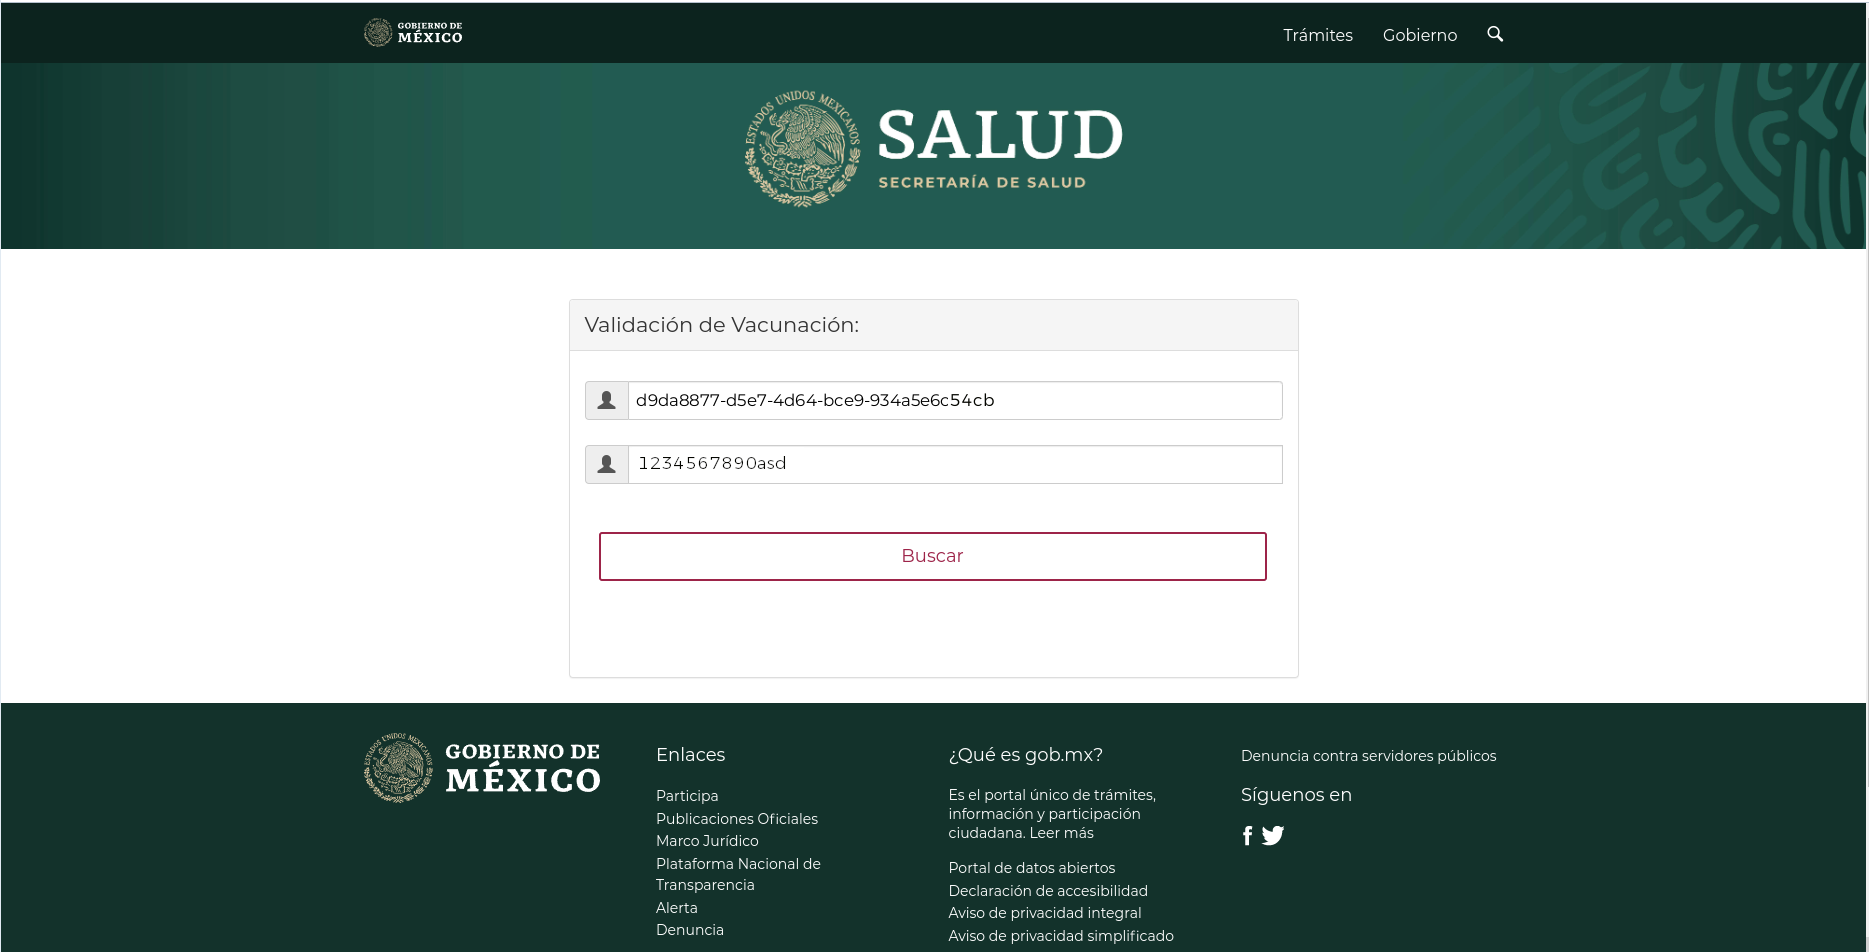 GOBIERNO DE
MÉXICO
Trámites
Gobierno
ESTADOS UNIDOS MEXICANOS
SALUD
SECRETARÍA DE SALUD
Validación de Vacunación:
d9da8877-d5e7-4d64-bce9-934a5e6c54cb
1234567890asd
Buscar
ESTADOS UNIDOS MEXICANOS
GOBIERNO DE
MÉXICO
Enlaces
Participa
Publicaciones Oficiales
Marco Jurídico
Plataforma Nacional de
Transparencia
Alerta
Denuncia
¿Qué es gob.mx?
Es el portal único de trámites,
información y participación
ciudadana. Leer más
Portal de datos abiertos
Declaración de accesibilidad
Aviso de privacidad integral
Aviso de privacidad simplificado
Denuncia contra servidores públicos
Síguenos en